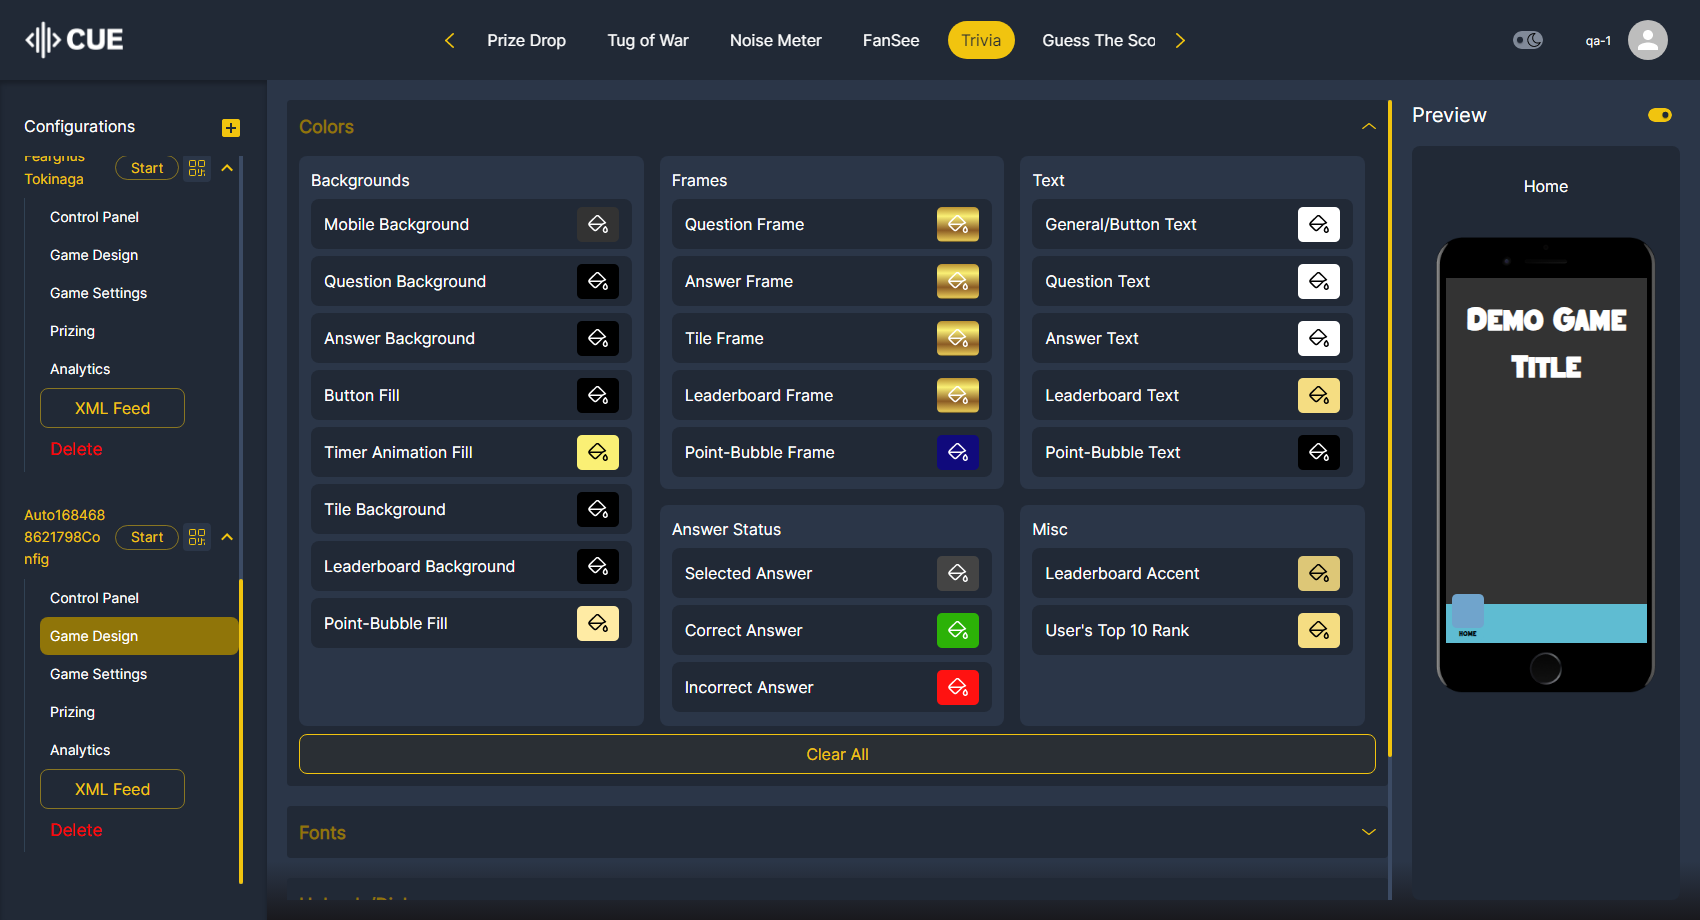 CUE
Prize Drop
Tug of War
Noise Meter
FanSee
Trivia
Guess The Sco
qa-1
Configurations
Fearghus
Tokinaga
Start
Control Panel
Game Design
Game Settings
Prizing
Analytics
XML Feed
Delete
Auto168468
8621798Co
nfig
Start
Control Panel
Game Design
Game Settings
Prizing
Analytics
XML Feed
Delete
Colors
Backgrounds
Mobile Background
Question Background
Answer Background
Button Fill
Timer Animation Fill
Tile Background
Leaderboard Background
Point-Bubble Fill
Frames
Question Frame
Answer Frame
Tile Frame
Leaderboard Frame
Point-Bubble Frame
Text
General/Button Text
Question Text
Answer Text
Leaderboard Text
Point-Bubble Text
Answer Status
Selected Answer
Correct Answer
Incorrect Answer
Misc
Leaderboard Accent
User's Top 10 Rank
Clear All
Fonts
Preview
Home
Demo Game
Title
HOME